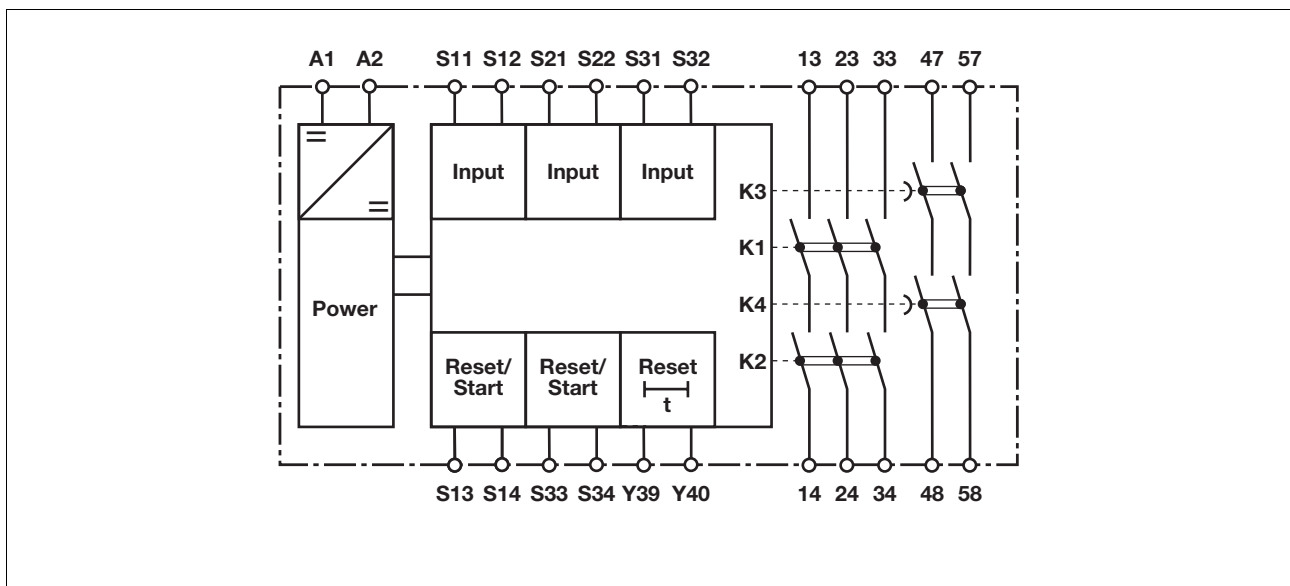 A1 A2 S11 S12 S21 S22 S31 S32 13 23 33 47 57
Input Input Input
K3
K1
K4
Power
K2
Reset/
Start
Reset/
Start
Reset
t
S13 S14 S33 S34 Y39 Y40 14 24 34 48 58